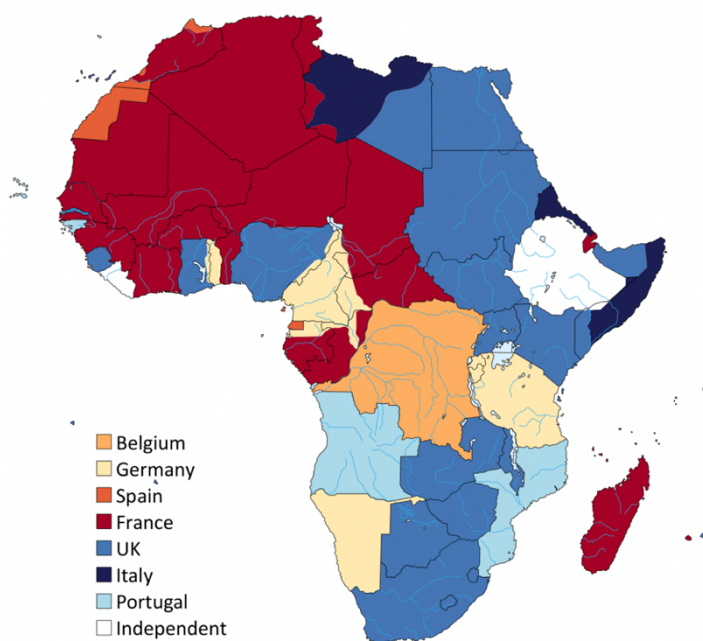 Belgium
Germany
Spain
France
UK
Italy
Portugal
Independent